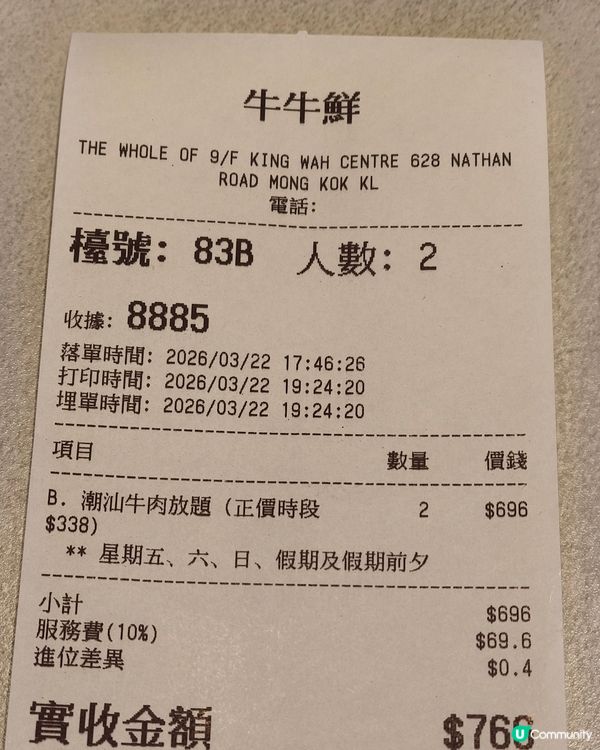 牛牛鮮
THE WHOLE OF 9/F KING WAH CENTRE 628 NATHAN
ROAD MONG KOK KL
電話:
檯號: 83B 人數: 2
收據: 8885
落單時間: 2026/03/22 17:46:26
打印時間: 2026/03/22 19:24:20
埋單時間: 2026/03/22 19:24:20
項目 數量 價錢
B. 潮汕牛肉放題 (正價時段 2 $696
$338)
** 星期五、六、日、假期及假期前夕
小計 $696
服務費(10%) $69.6
進位差異 $0.4
實收金額 $766
U Community